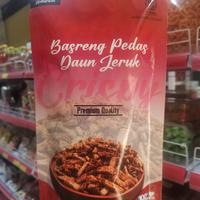 Basreng Pedas
Daun Jeruk
Crispy
Premium Quality